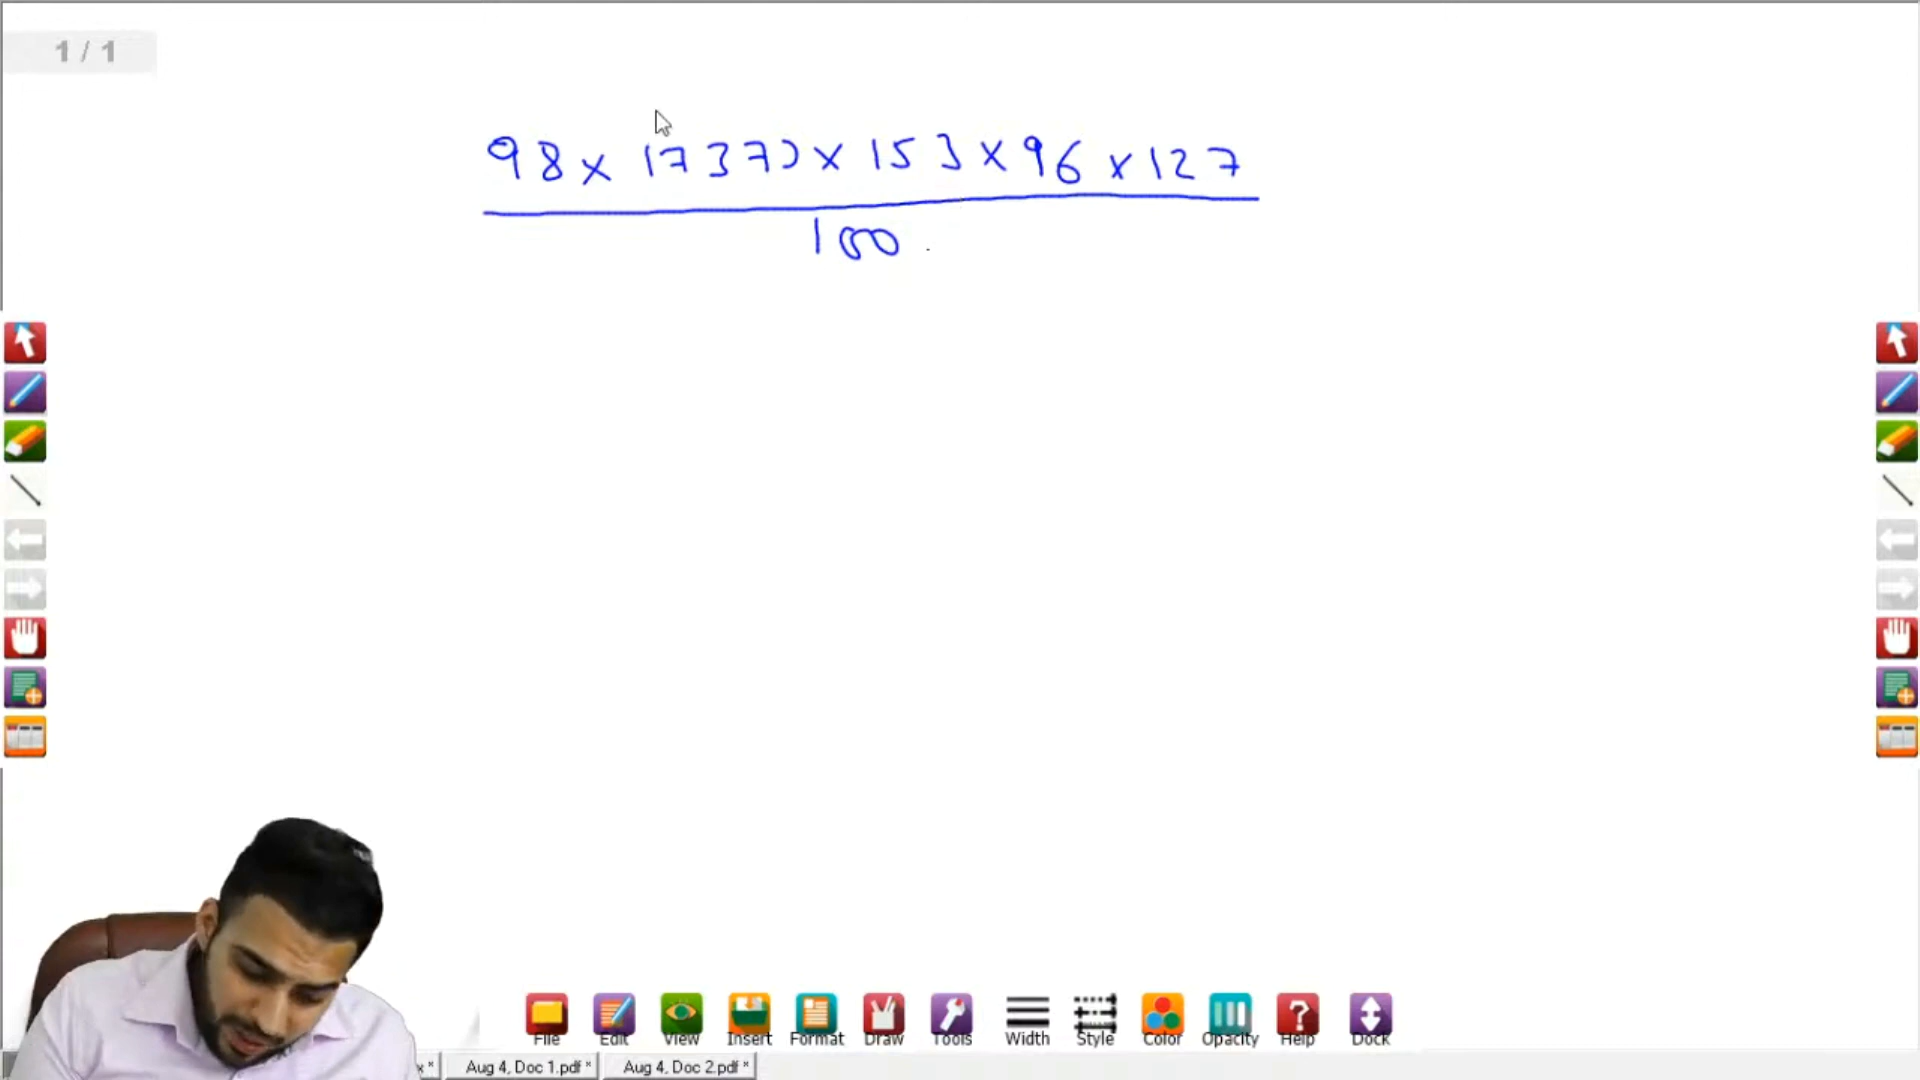 1 / 1
98 x 17373 x 153 x 96 x 127
100
File Edit View Insert Format Draw Tools Width Style Color Opacity Help Dock
x * Aug 4, Doc 1.pdf * Aug 4, Doc 2.pdf *